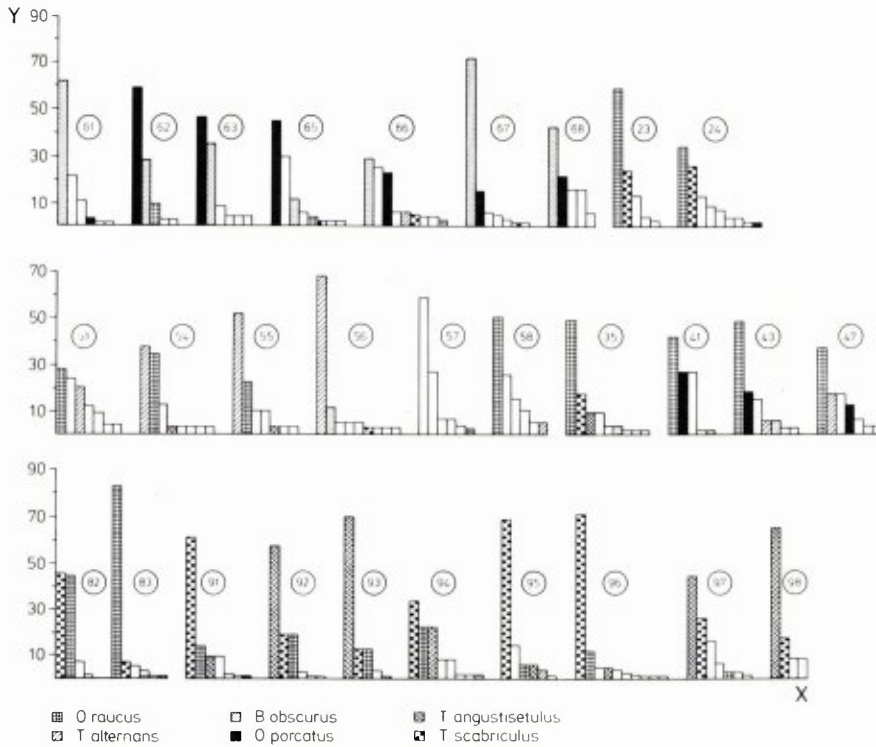 Y 90
70
50
30
10
61 62 63 65 66 67 68 23 24
70
50
30
10
54 55 56 57 58 35 41 43 47
90
70
50
30
10
82 83 91 92 93 94 95 96 97 98
X
O raucus B obscurus T angustisetulus
T alternans O porcatus T scabriculus